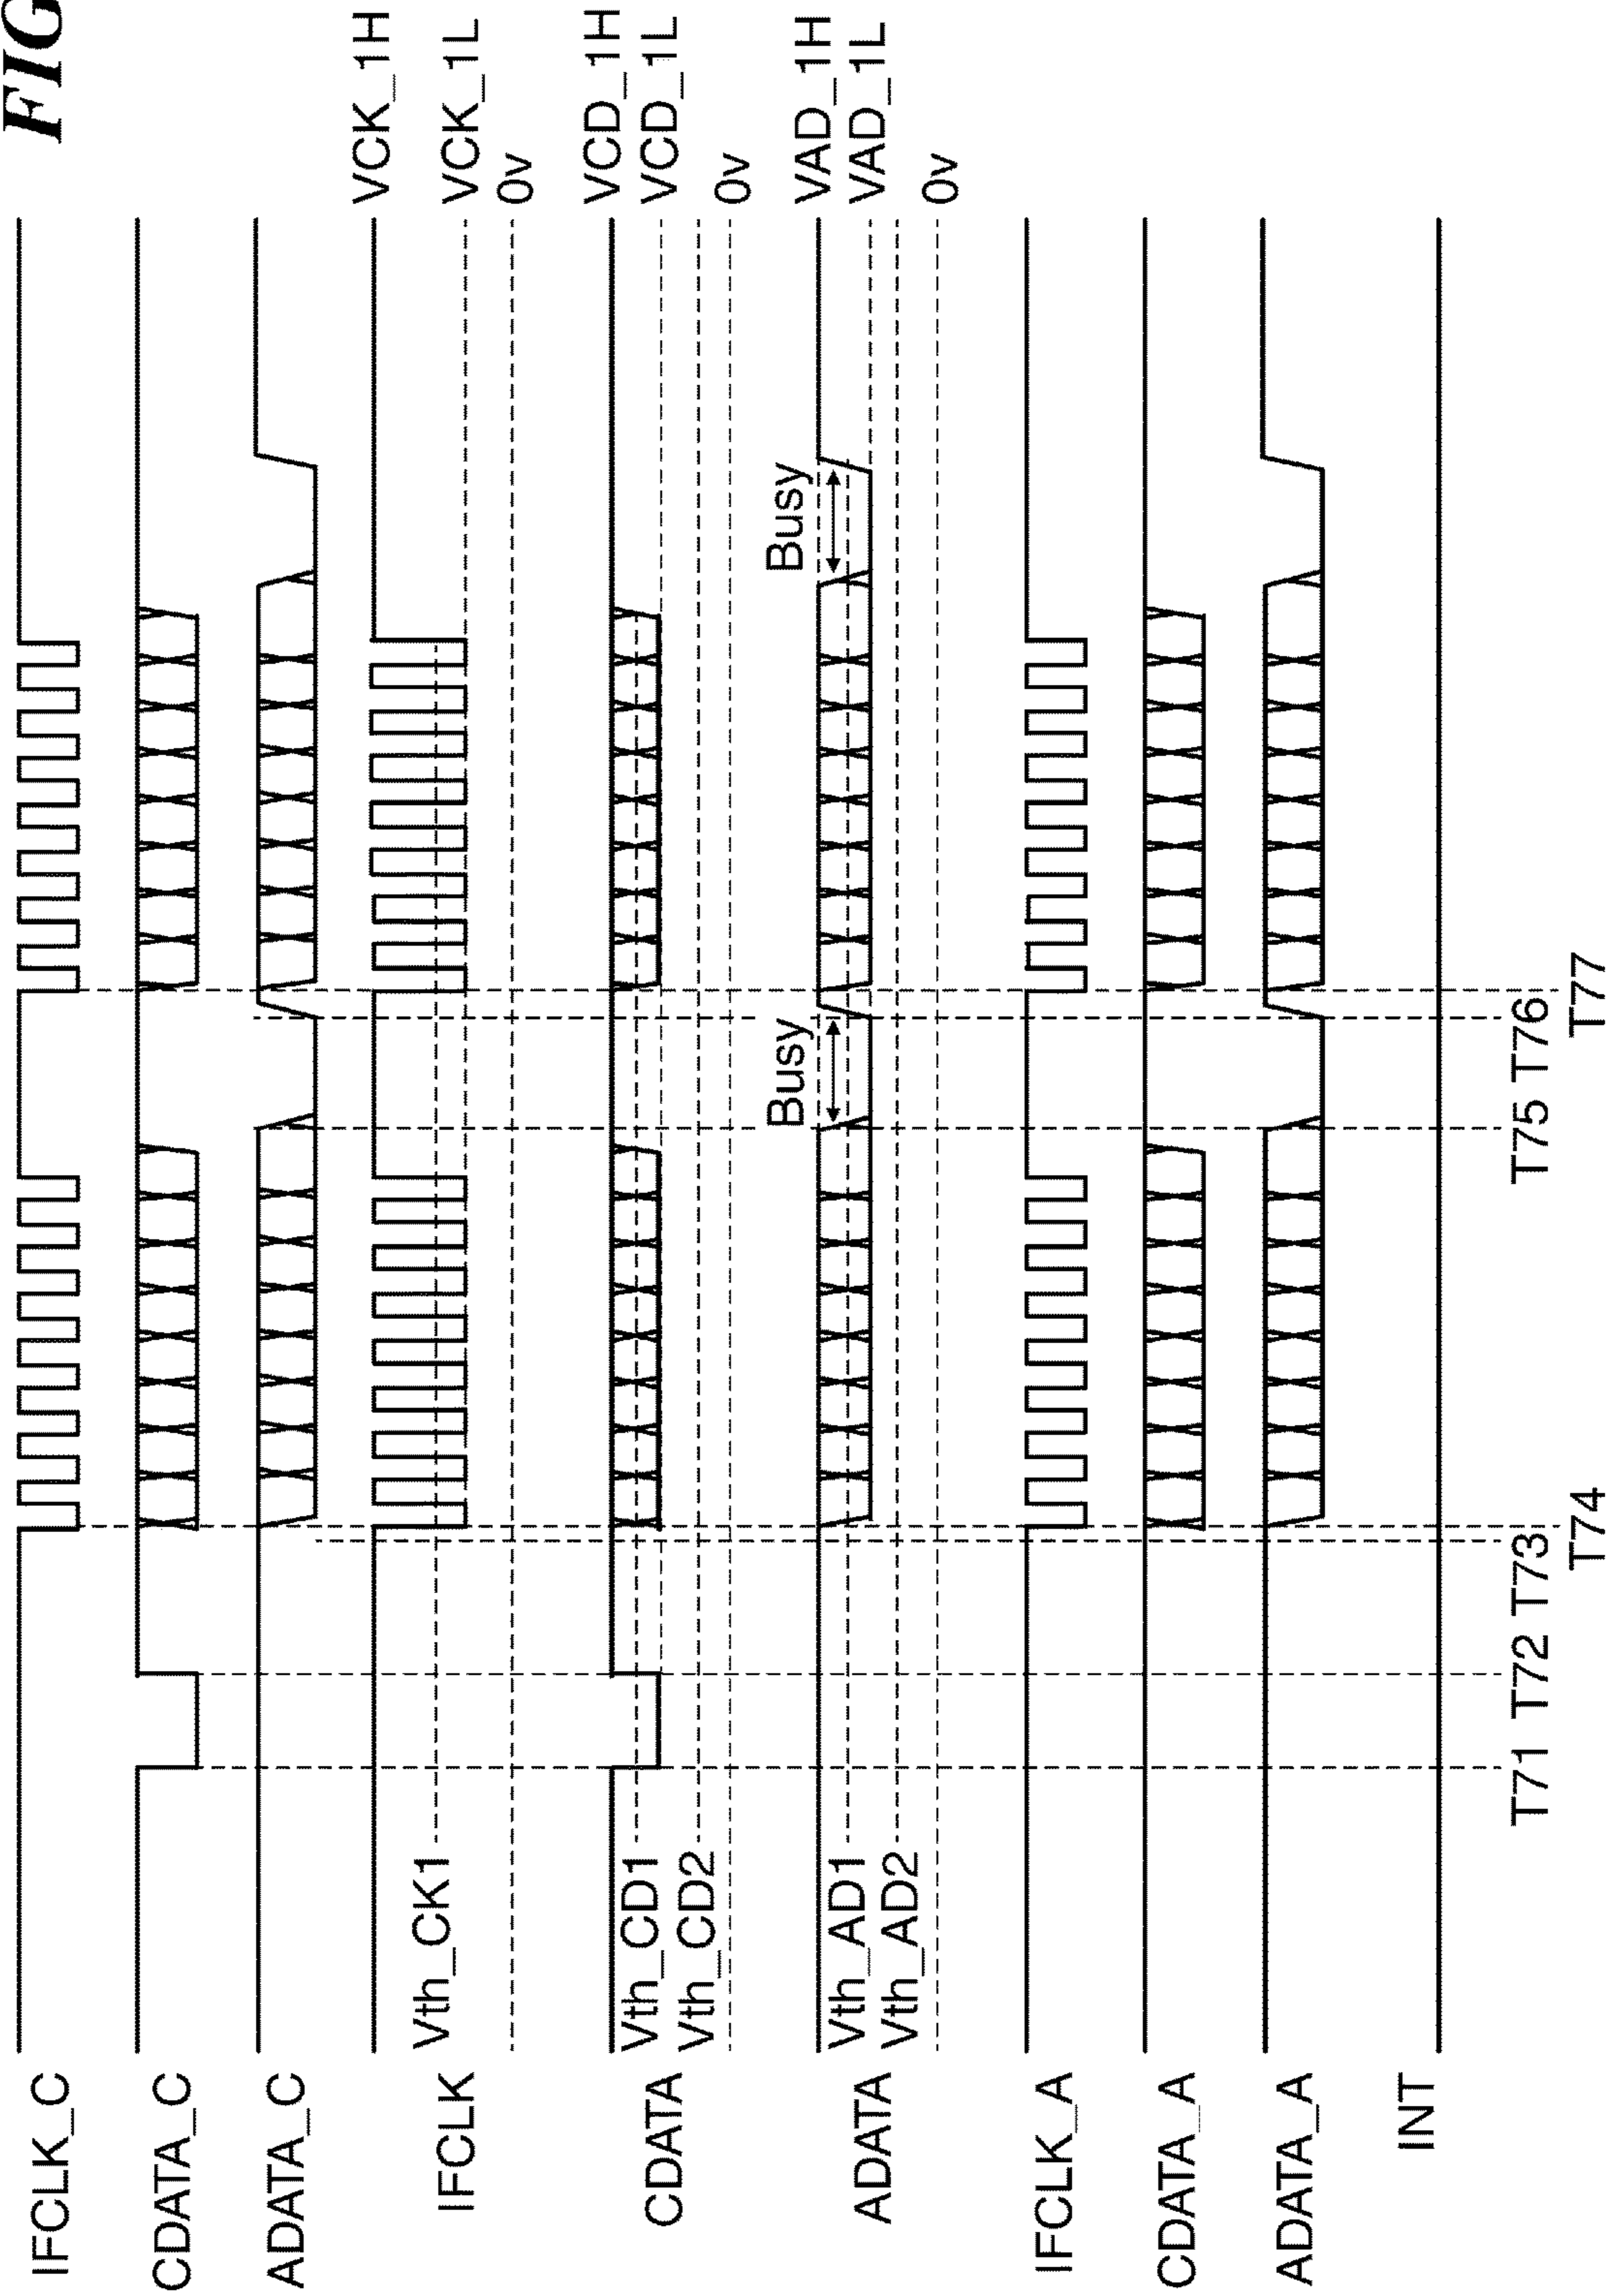 FIG
IFCLK_C
CDATA_C
ADATA_C
IFCLK
Vth_CK1
VCK_1H
VCK_1L
0v
CDATA
Vth_CD1
Vth_CD2
VCD_1H
VCD_1L
0v
ADATA
Vth_AD1
Vth_AD2
Busy
Busy
VAD_1H
VAD_1L
0v
IFCLK_A
CDATA_A
ADATA_A
INT
T71 T72 T73 T75 T76
T74 T77